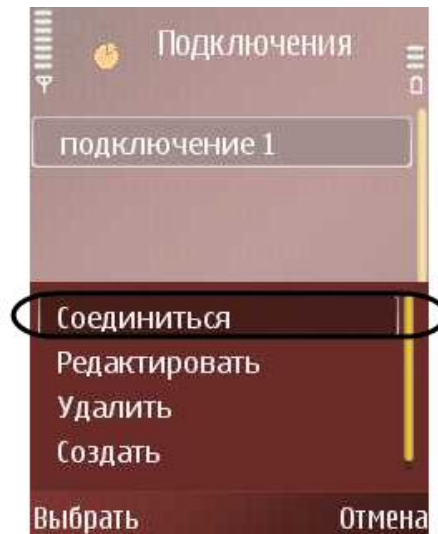 Подключения
подключение 1
Соединиться
Редактировать
Удалить
Создать
Выбрать Отмена